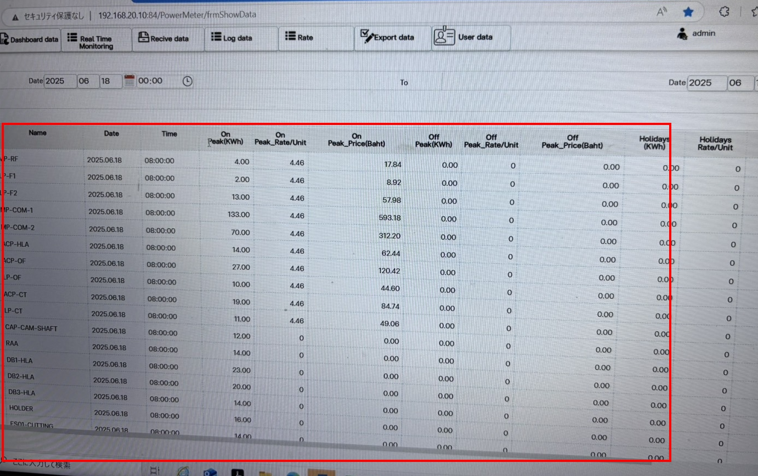 セキュリティ保護なし | 192.168.20.10:84/PowerMeter/frmShowData
Dashboard data Real Time Monitoring Recive data Log data Rate Export data User data admin
Date 2025 06 18 00:00 To Date 2025 06
Name Date Time On Peak(KWh) On Peak_Rate/Unit On Peak_Price(Baht) Off Peak(KWh) Off Peak_Rate/Unit Off Peak_Price(Baht) Holidays (KWh) Holidays Rate/Unit
P-RF 2025.06.18 08:00:00 4.00 4.46 17.84 0.00 0 0.00 0.00 0
P-F1 2025.06.18 08:00:00 2.00 4.46 8.92 0.00 0 0.00 0.00 0
P-F2 2025.06.18 08:00:00 13.00 4.46 57.98 0.00 0 0.00 0.00 0
MP-COM-1 2025.06.18 08:00:00 133.00 4.46 593.18 0.00 0 0.00 0.00 0
MP-COM-2 2025.06.18 08:00:00 70.00 4.46 312.20 0.00 0 0.00 0.00 0
ACP-HLA 2025.06.18 08:00:00 14.00 4.46 62.44 0.00 0 0.00 0.00 0
ACP-OF 2025.06.18 08:00:00 27.00 4.46 120.42 0.00 0 0.00 0.00 0
LP-OF 2025.06.18 08:00:00 10.00 4.46 44.60 0.00 0 0.00 0.00 0
ACP-CT 2025.06.18 08:00:00 19.00 4.46 84.74 0.00 0 0.00 0.00 0
LP-CT 2025.06.18 08:00:00 11.00 4.46 49.06 0.00 0 0.00 0.00 0
CAP-CAM-SHAFT 2025.06.18 08:00:00 12.00 0 0.00 0.00 0 0.00 0.00 0
RAA 2025.06.18 08:00:00 14.00 0 0.00 0.00 0 0.00 0.00 0
DB1-HLA 2025.06.18 08:00:00 23.00 0 0.00 0.00 0 0.00 0.00 0
DB2-HLA 2025.06.18 08:00:00 20.00 0 0.00 0.00 0 0.00 0.00 0
DB3-HLA 2025.06.18 08:00:00 14.00 0 0.00 0.00 0 0.00 0.00 0
HOLDER 2025.06.18 08:00:00 16.00 0 0.00 0.00 0 0.00 0.00 0
2025.06.18 08:00:00 14.00 0 0.00 0.00 0 0.00 0.00 0
ここに入力して検索